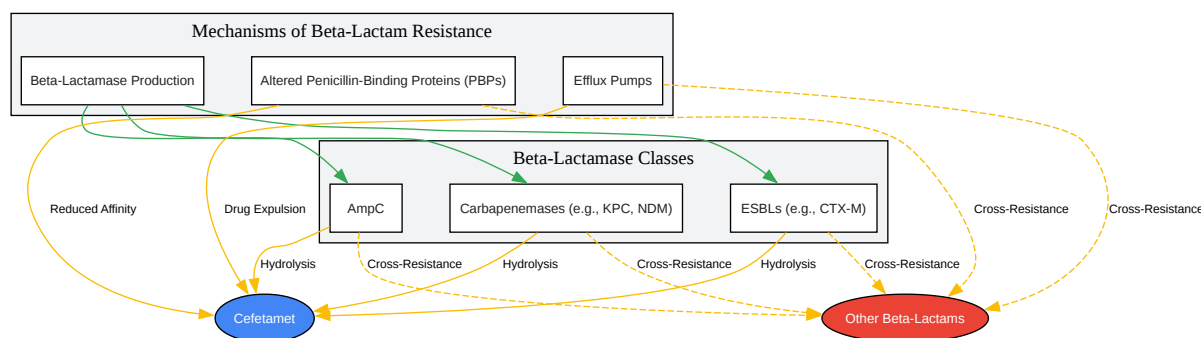 Mechanisms of Beta-Lactam Resistance
Beta-Lactamase Production
Altered Penicillin-Binding Proteins (PBPs)
Efflux Pumps
Beta-Lactamase Classes
AmpC
Carbapenemases (e.g., KPC, NDM)
ESBLs (e.g., CTX-M)
Reduced Affinity
Drug Expulsion
Cross-Resistance
Cross-Resistance
Hydrolysis
Cross-Resistance
Hydrolysis
Cross-Resistance
Hydrolysis
Cross-Resistance
Cefetamet
Other Beta-Lactams